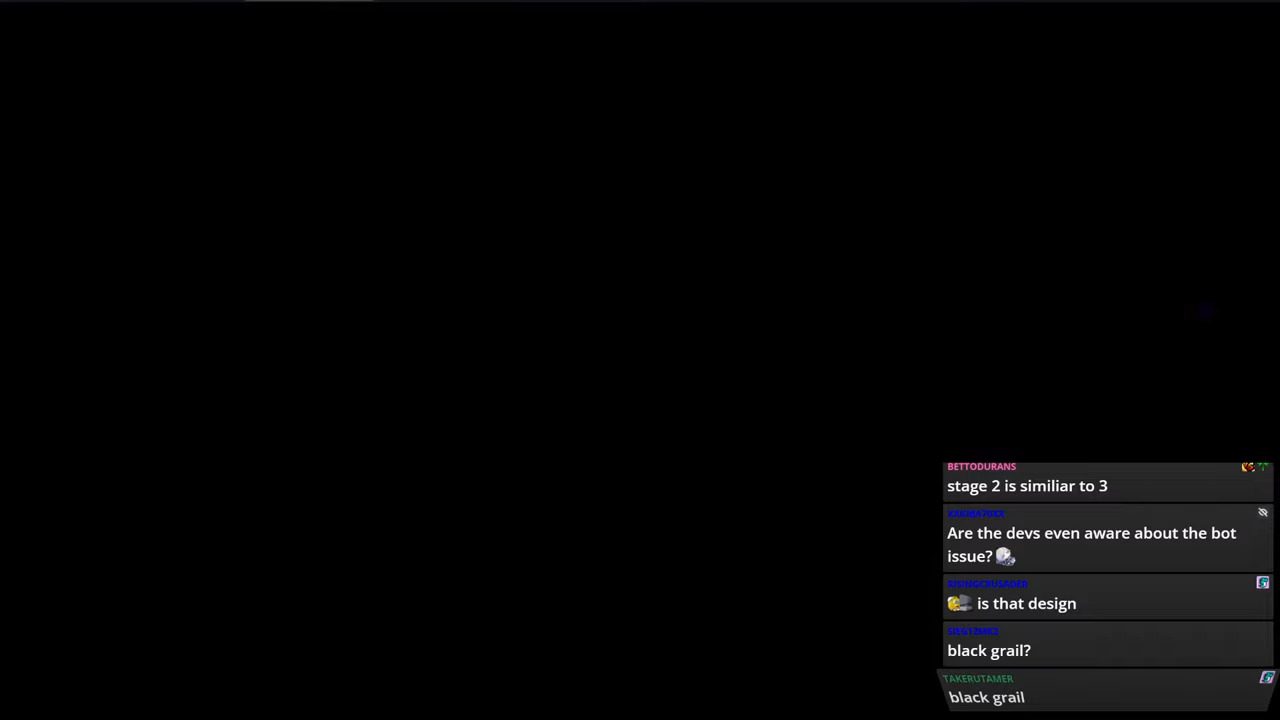 BETTODURANS
stage 2 is similiar to 3
Are the devs even aware about the bot
issue?
RISINGCRUSADER
is that design
black grail?
TAKERUTAMER
black grail